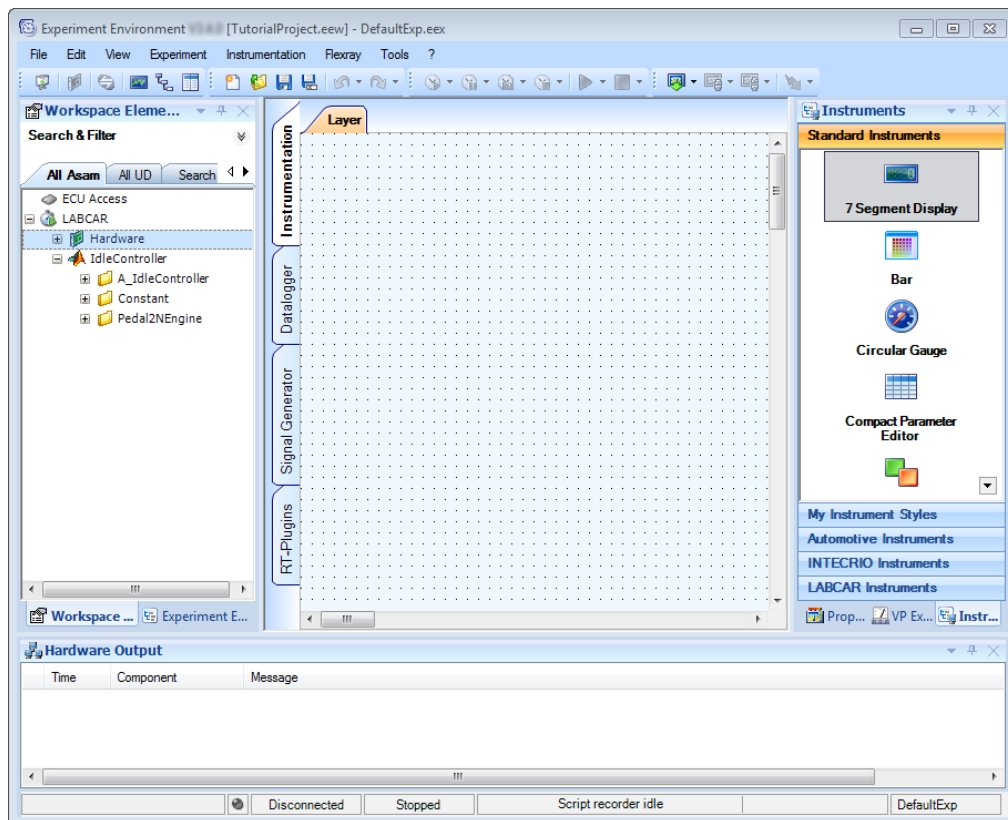 Experiment Environment [TutorialProject.eew] - DefaultExp.eex
File Edit View Experiment Instrumentation Flexray Tools ?
Workspace Eleme...
Search & Filter
All Asam All UD Search
ECU Access
LABCAR
Hardware
IdleController
A_IdleController
Constant
Pedal2NEngine
Workspace ... Experiment E...
Layer
Instrumentation
Datalogger
Signal Generator
RT-Plugins
Instruments
Standard Instruments
7 Segment Display
Bar
Circular Gauge
Compact Parameter
Editor
My Instrument Styles
Automotive Instruments
INTECRIO Instruments
LABCAR Instruments
Prop... VP Ex... Instr...
Hardware Output
Time Component Message
Disconnected Stopped Script recorder idle DefaultExp